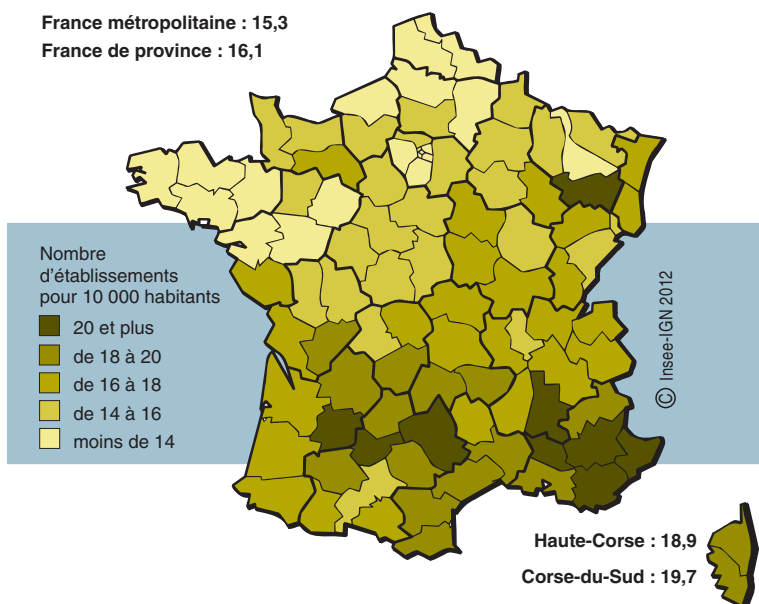 France métropolitaine : 15,3
France de province : 16,1
Nombre
d'établissements
pour 10 000 habitants
20 et plus
de 18 à 20
de 16 à 18
de 14 à 16
moins de 14
© Insee-IGN 2012
Haute-Corse : 18,9
Corse-du-Sud : 19,7